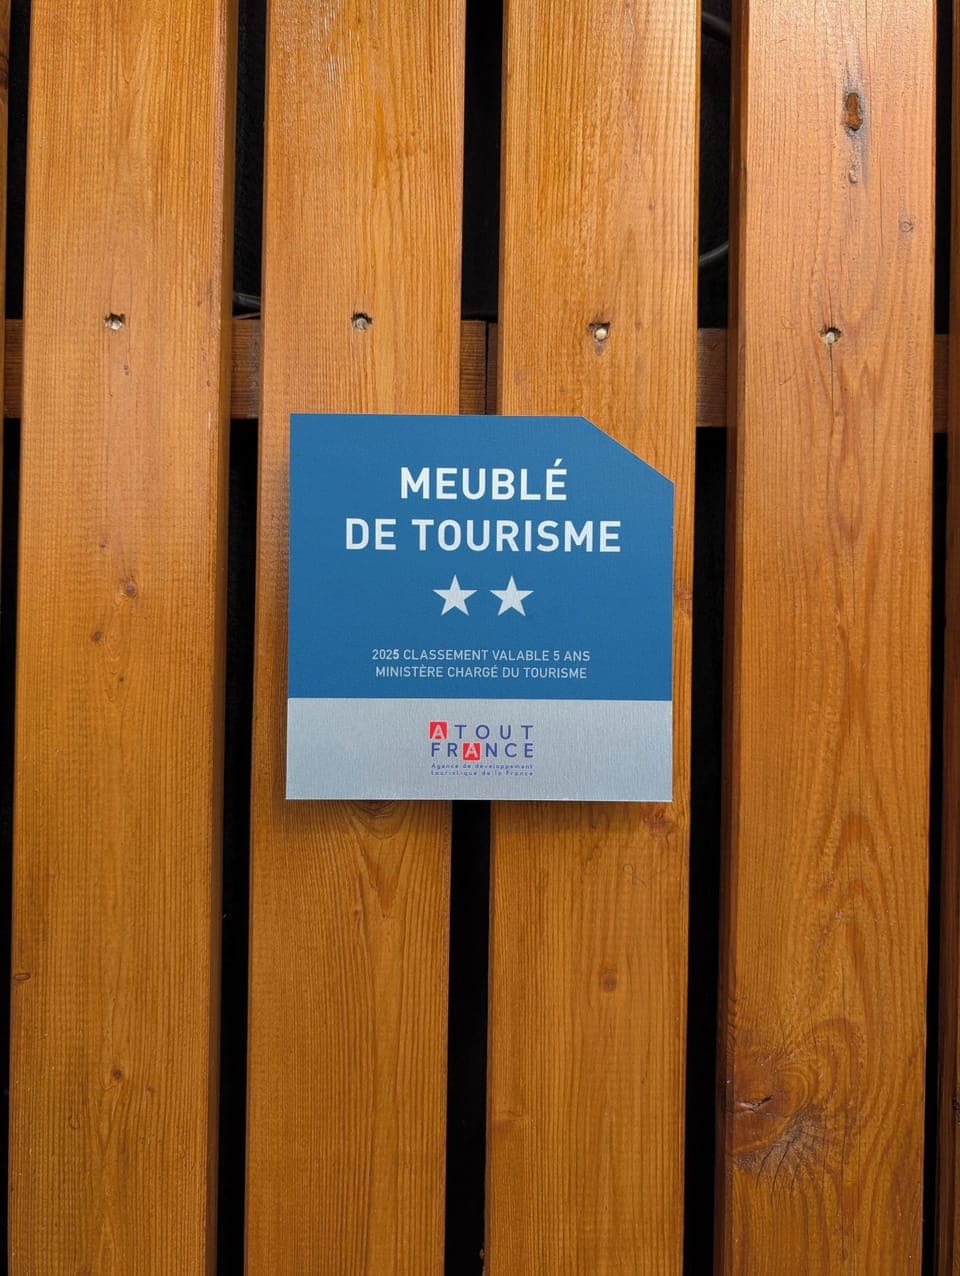 MEUBLÉ
DE TOURISME
★ ★
2025 CLASSEMENT VALABLE 5 ANS
MINISTÈRE CHARGÉ DU TOURISME
ATOUT
FRANCE
Agence de développement
touristique de la France